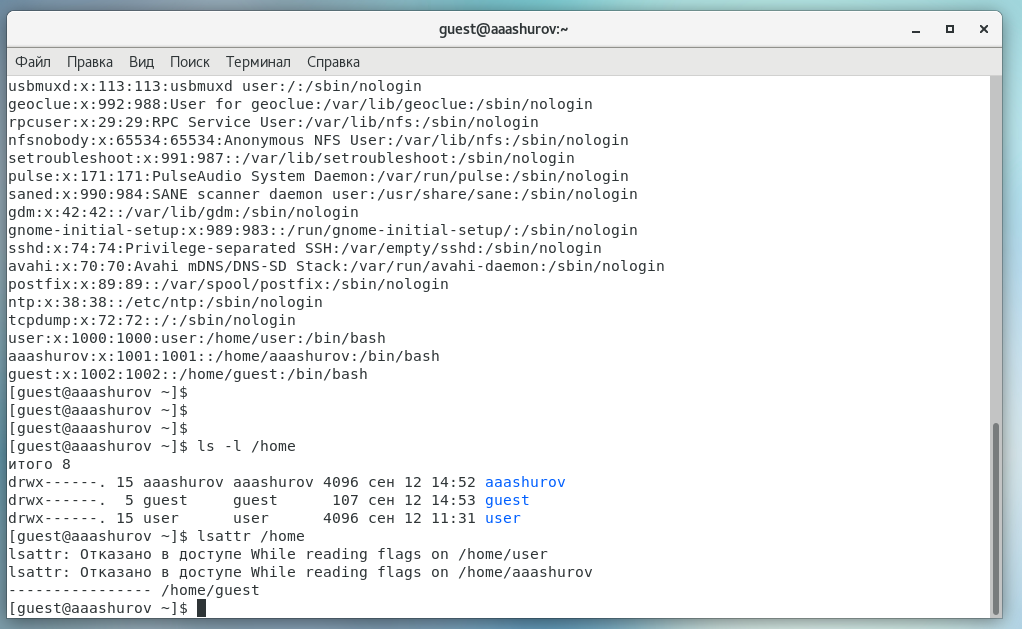 guest@aaashurov:~
Файл Правка Вид Поиск Терминал Справка
usbmuxd:x:113:113:usbmuxd user:/:/sbin/nologin
geoclue:x:992:988:User for geoclue:/var/lib/geoclue:/sbin/nologin
rpcuser:x:29:29:RPC Service User:/var/lib/nfs:/sbin/nologin
nfsnobody:x:65534:65534:Anonymous NFS User:/var/lib/nfs:/sbin/nologin
setroubleshoot:x:991:987::/var/lib/setroubleshoot:/sbin/nologin
pulse:x:171:171:PulseAudio System Daemon:/var/run/pulse:/sbin/nologin
saned:x:990:984:SANE scanner daemon user:/usr/share/sane:/sbin/nologin
gdm:x:42:42::/var/lib/gdm:/sbin/nologin
gnome-initial-setup:x:989:983::/run/gnome-initial-setup/:/sbin/nologin
sshd:x:74:74:Privilege-separated SSH:/var/empty/sshd:/sbin/nologin
avahi:x:70:70:Avahi mDNS/DNS-SD Stack:/var/run/avahi-daemon:/sbin/nologin
postfix:x:89:89::/var/spool/postfix:/sbin/nologin
ntp:x:38:38::/etc/ntp:/sbin/nologin
tcpdump:x:72:72::/:/sbin/nologin
user:x:1000:1000:user:/home/user:/bin/bash
aaashurov:x:1001:1001::/home/aaashurov:/bin/bash
guest:x:1002:1002::/home/guest:/bin/bash
[guest@aaashurov ~]$
[guest@aaashurov ~]$
[guest@aaashurov ~]$
[guest@aaashurov ~]$ ls -l /home
итого 8
drwx------. 15 aaashurov aaashurov 4096 сен 12 14:52 aaashurov
drwx------.  5 guest     guest      107 сен 12 14:53 guest
drwx------. 15 user      user      4096 сен 12 11:31 user
[guest@aaashurov ~]$ lsattr /home
lsattr: Отказано в доступе While reading flags on /home/user
lsattr: Отказано в доступе While reading flags on /home/aaashurov
---------------- /home/guest
[guest@aaashurov ~]$